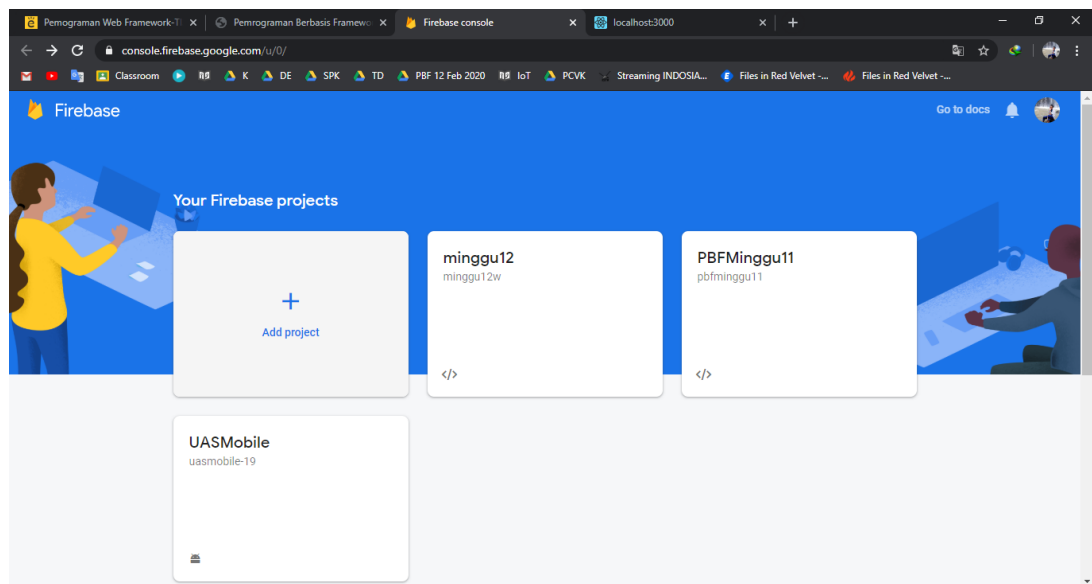 Pemograman Web Framework-TI
Pemrograman Berbasis Framewo
Firebase console
localhost:3000
console.firebase.google.com/u/0/
Classroom
K
DE
SPK
TD
PBF 12 Feb 2020
IoT
PCVK
Streaming INDOSIA...
Files in Red Velvet -...
Files in Red Velvet -...
Firebase
Go to docs
Your Firebase projects
Add project
minggu12
minggu12w
</>
PBFMinggu11
pbfminggu11
</>
UASMobile
uasmobile-19